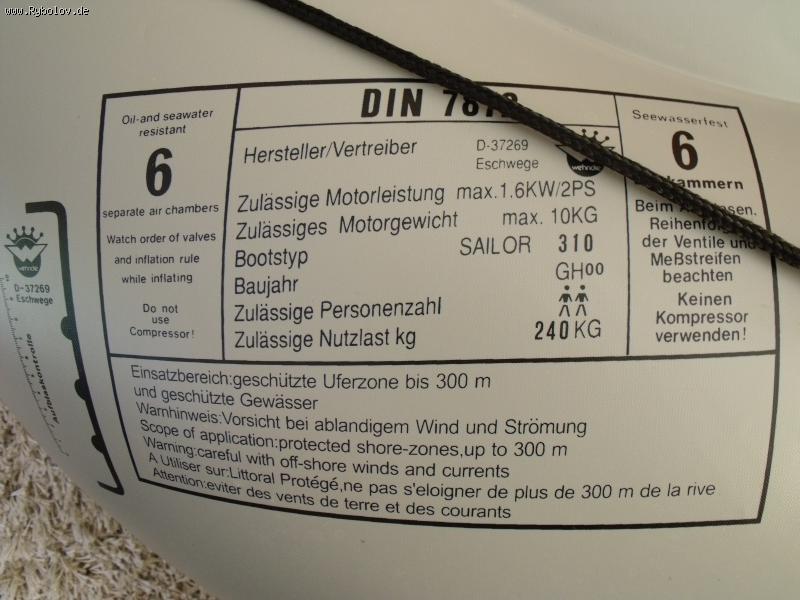 www.Rybolov.de
Oil-and seawater
resistant
6
separate air chambers
Watch order of valves
and inflation rule
while inflating
Do not
use
Compressor!
DIN
Hersteller/Vertreiber
D-37269
Eschwege
wehncke
Zulässige Motorleistung max.1.6KW/2PS
Zulässiges Motorgewicht max. 10KG
Bootstyp SAILOR 310
Baujahr GH00
Zulässige Personenzahl
Zulässige Nutzlast kg 240KG
Seewasserfest
6
Beim
der Ventile und
Meßstreifen
beachten
Keinen
Kompressor
verwenden!
Einsatzbereich:geschützte Uferzone bis 300 m
und geschützte Gewässer
Warnhinweis:Vorsicht bei ablandigem Wind und Strömung
Scope of application:protected shore-zones,up to 300 m
Warning:careful with off-shore winds and currents
A Utiliser sur:Littoral Protégé,ne pas s'eloigner de plus de 300 m de la rive
Attention:eviter des vents de terre et des courants
wehncke
D-37269
Eschwege
Aufblaskontrolle